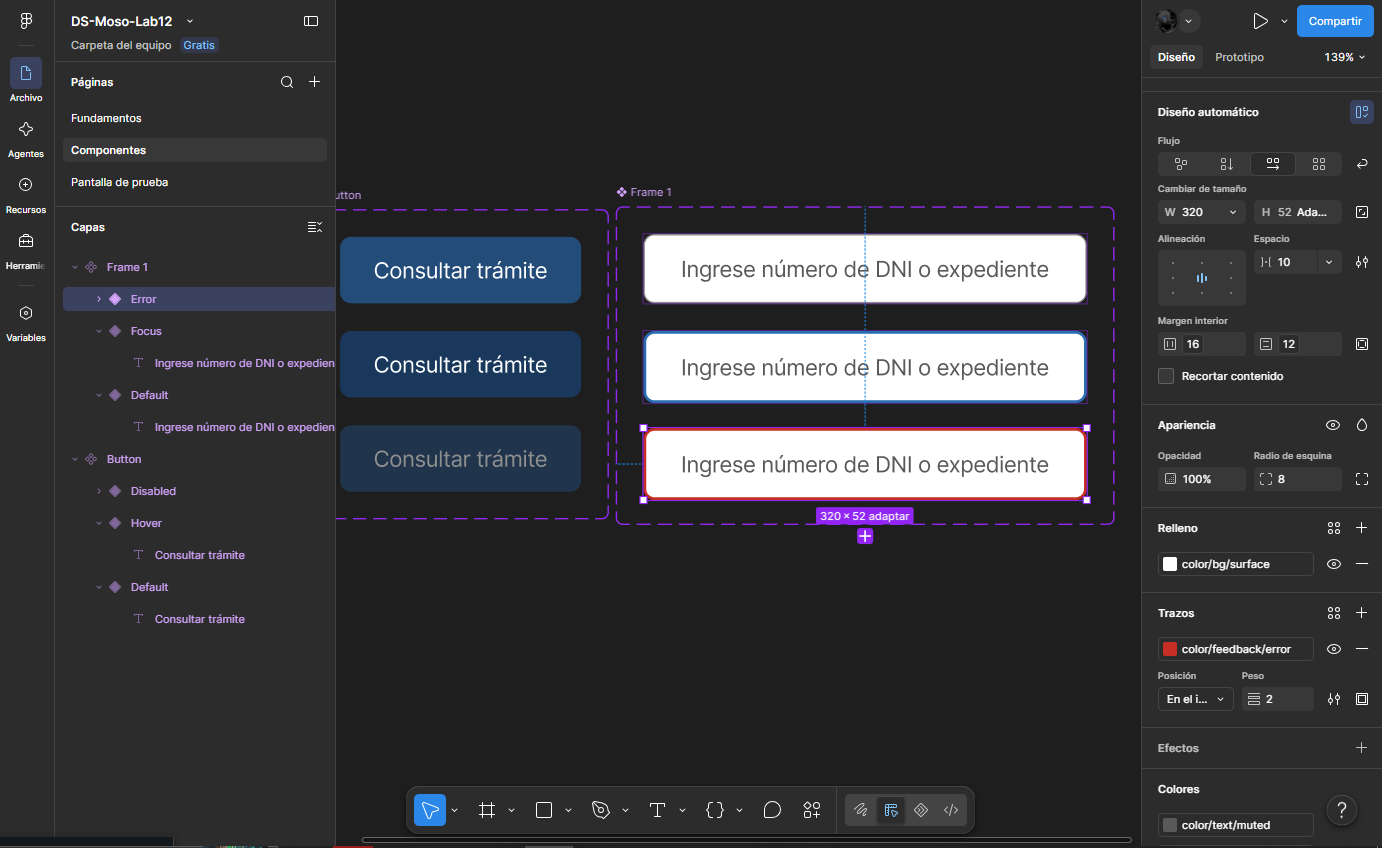 DS-Moso-Lab12
Carpeta del equipo Gratis
Archivo
Agentes
Recursos
Herramie
Variables
Páginas
Fundamentos
Componentes
Pantalla de prueba
Capas
Frame 1
Error
Focus
Ingrese número de DNI o expedien
Default
Ingrese número de DNI o expedien
Button
Disabled
Hover
Consultar trámite
Default
Consultar trámite
utton
Consultar trámite
Consultar trámite
Consultar trámite
Frame 1
Ingrese número de DNI o expediente
Ingrese número de DNI o expediente
Ingrese número de DNI o expediente
320 × 52 adaptar
Compartir
Diseño Prototipo 139%
Diseño automático
Flujo
Cambiar de tamaño
W 320 H 52 Ada...
Alineación Espacio
10
Margen interior
16 12
Recortar contenido
Apariencia
Opacidad Radio de esquina
100% 8
Relleno
color/bg/surface
Trazos
color/feedback/error
Posición Peso
En el i... 2
Efectos
Colores
color/text/muted
?